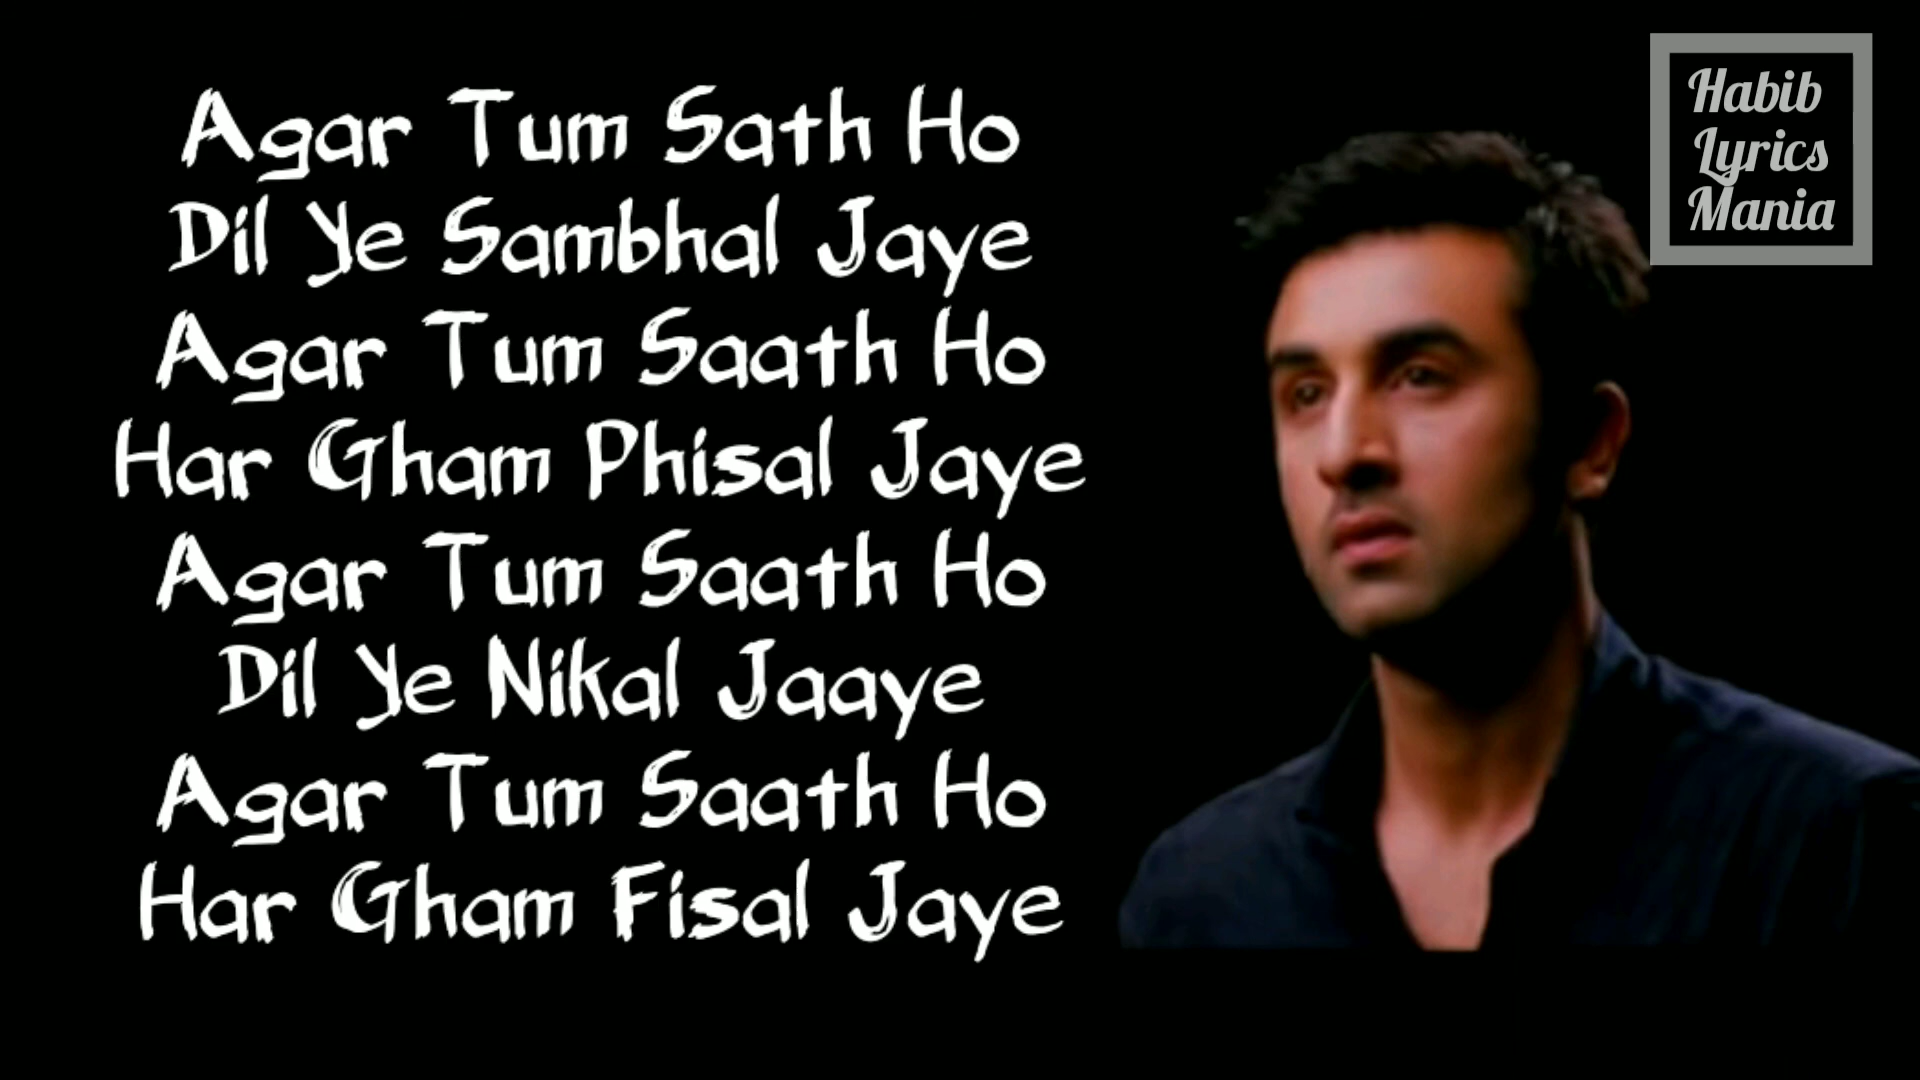 Agar Tum Sath Ho
Dil Ye Sambhal Jaye
Agar Tum Saath Ho
Har Gham Phisal Jaye
Agar Tum Saath Ho
Dil Ye Nikal Jaaye
Agar Tum Saath Ho
Har Gham Fisal Jaye
Habib
Lyrics
Mania